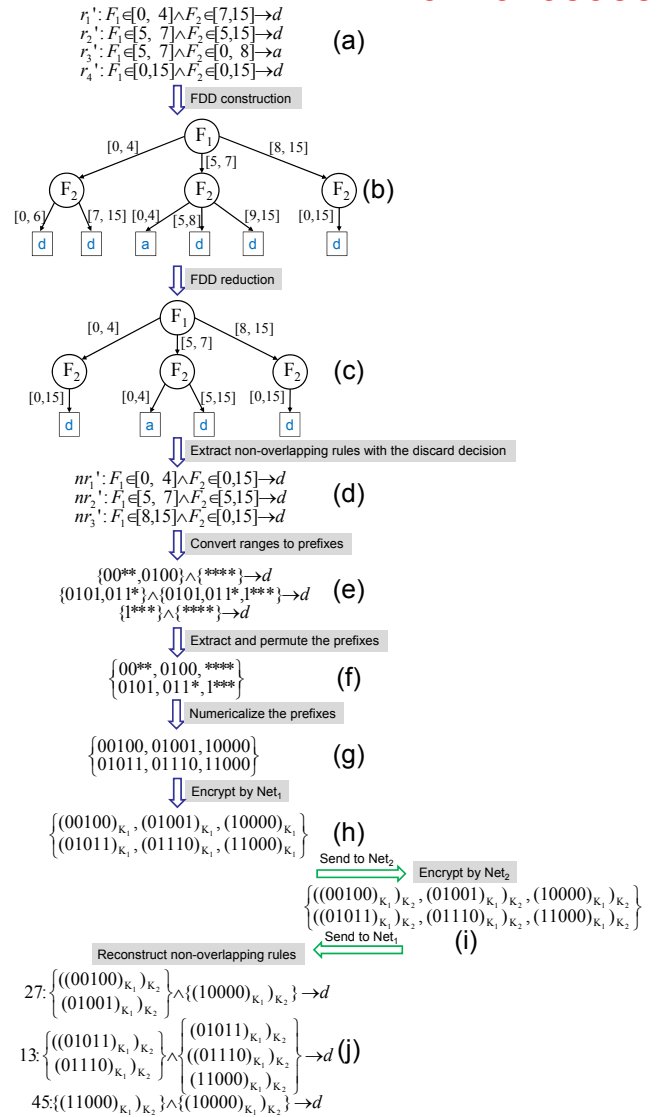 r₁': F₁∈[0, 4]∧F₂∈[7,15]→d
r₂': F₁∈[5, 7]∧F₂∈[5,15]→d
r₃': F₁∈[5, 7]∧F₂∈[0, 8]→a
r₄': F₁∈[0,15]∧F₂∈[0,15]→d
(a)
FDD construction
F₁
[0, 4] [5, 7] [8, 15]
F₂ F₂ F₂ (b)
[0, 6] [7, 15] [0,4] [5,8] [9,15] [0,15]
d d a d d d
FDD reduction
F₁
[0, 4] [5, 7] [8, 15]
F₂ F₂ F₂ (c)
[0,15] [0,4] [5,15] [0,15]
d a d d
Extract non-overlapping rules with the discard decision
nr₁': F₁∈[0, 4]∧F₂∈[0,15]→d
nr₂': F₁∈[5, 7]∧F₂∈[5,15]→d
nr₃': F₁∈[8,15]∧F₂∈[0,15]→d
(d)
Convert ranges to prefixes
{00**,0100}∧{****}→d
{0101,011*}∧{0101,011*,1***}→d
{1***}∧{****}→d
(e)
Extract and permute the prefixes
{00**, 0100, ****
0101, 011*, 1***}
(f)
Numericalize the prefixes
{00100, 01001, 10000
01011, 01110, 11000}
(g)
Encrypt by Net₁
{(00100)K₁, (01001)K₁, (10000)K₁
(01011)K₁, (01110)K₁, (11000)K₁}
(h)
Send to Net₂
Encrypt by Net₂
{((00100)K₁)K₂, (01001)K₁)K₂, (10000)K₁)K₂
((01011)K₁)K₂, (01110)K₁)K₂, (11000)K₁)K₂}
(i)
Send to Net₁
Reconstruct non-overlapping rules
27: {((00100)K₁)K₂
(01001)K₁)K₂} ∧{(10000)K₁)K₂} →d
13: {((01011)K₁)K₂
(01110)K₁)K₂} ∧ {(01011)K₁)K₂
((01110)K₁)K₂
(11000)K₁)K₂} →d
(j)
45:{(11000)K₁)K₂}∧{(10000)K₁)K₂} →d